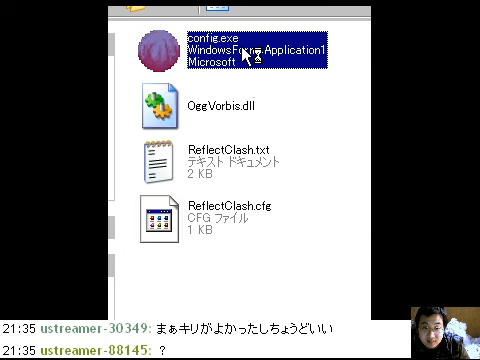 config.exe
WindowsFormsApplication1
Microsoft
OggVorbis.dll
ReflectClash.txt
テキスト ドキュメント
2 KB
ReflectClash.cfg
CFG ファイル
1 KB
21:35 ustreamer-30349: まぁキリがよかったしちょうどいい
21:35 ustreamer-88145: ?